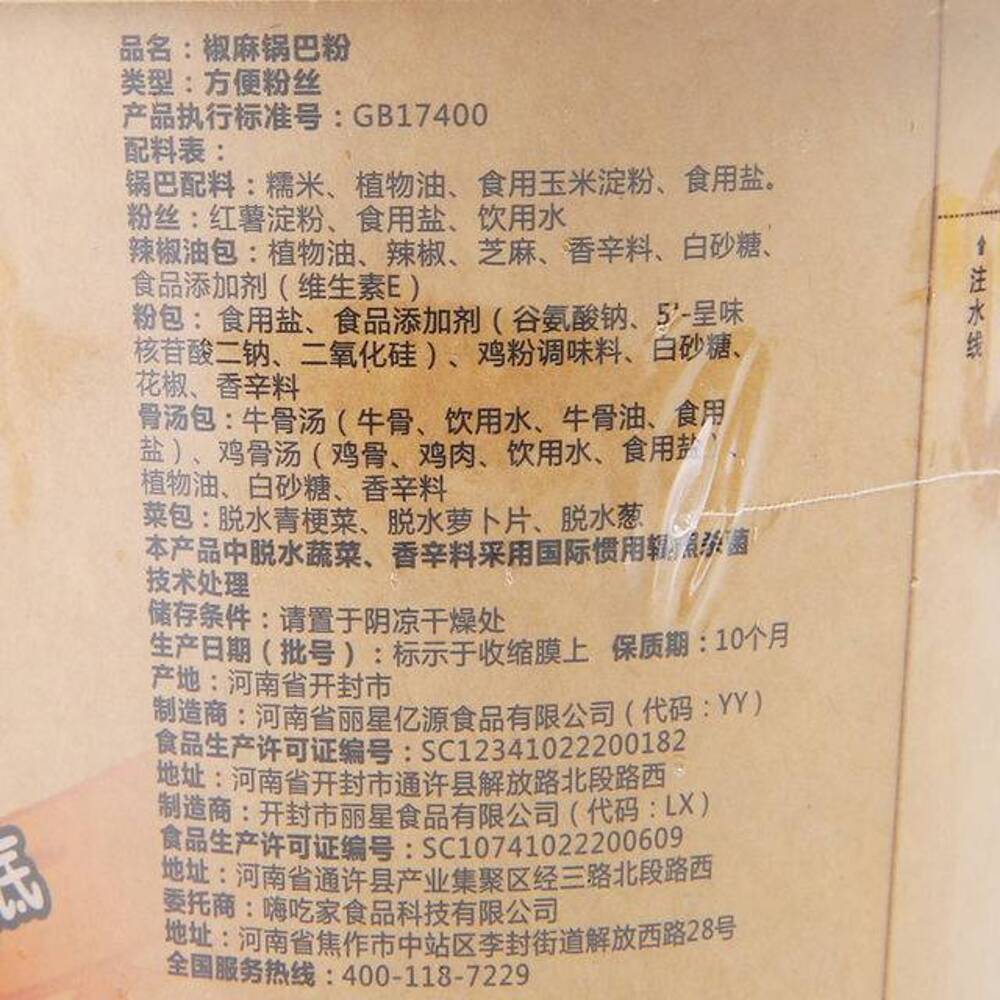 品名：椒麻锅巴粉
类型：方便粉丝
产品执行标准号：GB17400
配料表：
锅巴配料：糯米、植物油、食用玉米淀粉、食用盐。
粉丝：红薯淀粉、食用盐、饮用水
辣椒油包：植物油、辣椒、芝麻、香辛料、白砂糖、
食品添加剂（维生素E）
粉包：食用盐、食品添加剂（谷氨酸钠、5'-呈味
核苷酸二钠、二氧化硅）、鸡粉调味料、白砂糖、
花椒、香辛料
骨汤包：牛骨汤（牛骨、饮用水、牛骨油、食用
盐）、鸡骨汤（鸡骨、鸡肉、饮用水、食用盐）、
植物油、白砂糖、香辛料
菜包：脱水青梗菜、脱水萝卜片、脱水葱
本产品中脱水蔬菜、香辛料采用国际惯用辐照杀菌
技术处理
储存条件：请置于阴凉干燥处
生产日期（批号）：标示于收缩膜上 保质期：10个月
产地：河南省开封市
制造商：河南省丽星亿源食品有限公司（代码：YY）
食品生产许可证编号：SC12341022200182
地址：河南省开封市通许县解放路北段路西
制造商：开封市丽星食品有限公司（代码：LX）
食品生产许可证编号：SC10741022200609
地址：河南省通许县产业集聚区经三路北段路西
委托商：嗨吃家食品科技有限公司
地址：河南省焦作市中站区李封街道解放西路28号
全国服务热线：400-118-7229
注水线
底